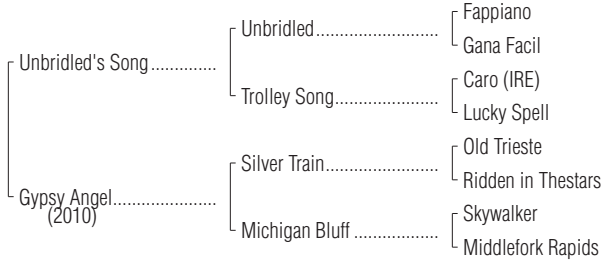 Fappiano
Unbridled
Gana Facil
Unbridled's Song
Caro (IRE)
Trolley Song
Lucky Spell
Old Trieste
Silver Train
Ridden in Thestars
Gypsy Angel
(2010)
Skywalker
Michigan Bluff
Middlefork Rapids